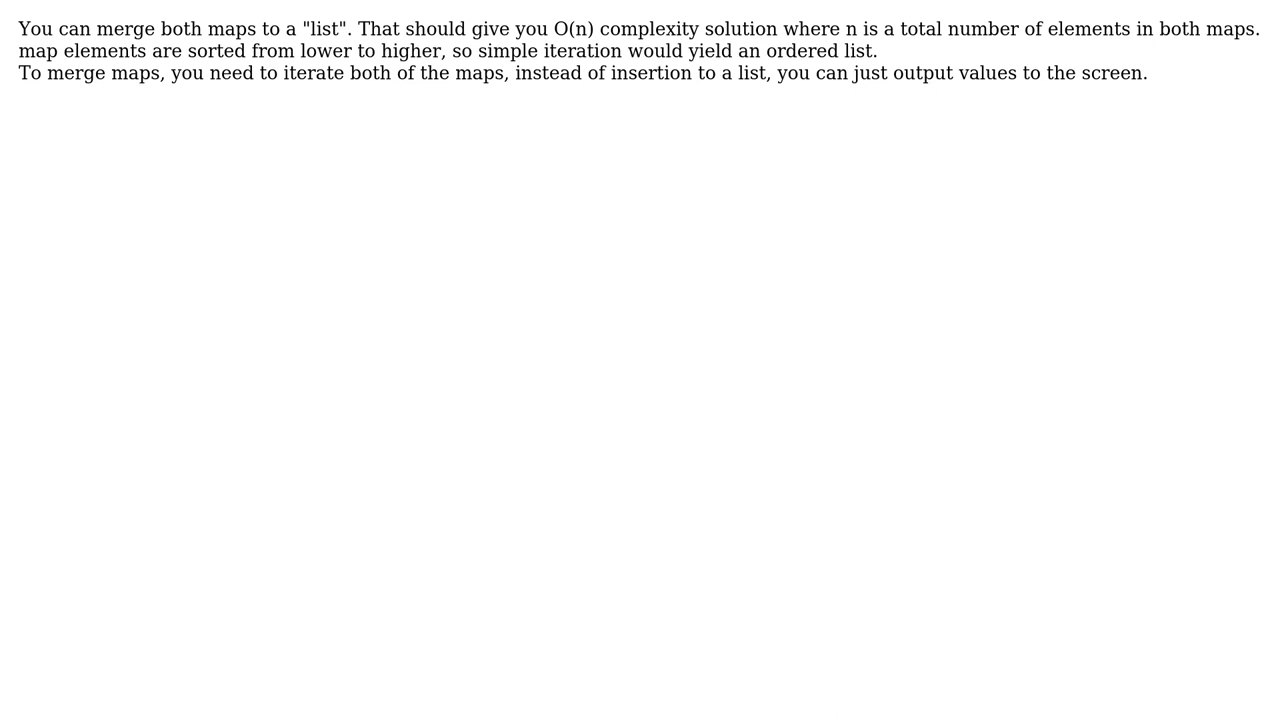 You can merge both maps to a "list". That should give you O(n) complexity solution where n is a total number of elements in both maps.
map elements are sorted from lower to higher, so simple iteration would yield an ordered list.
To merge maps, you need to iterate both of the maps, instead of insertion to a list, you can just output values to the screen.